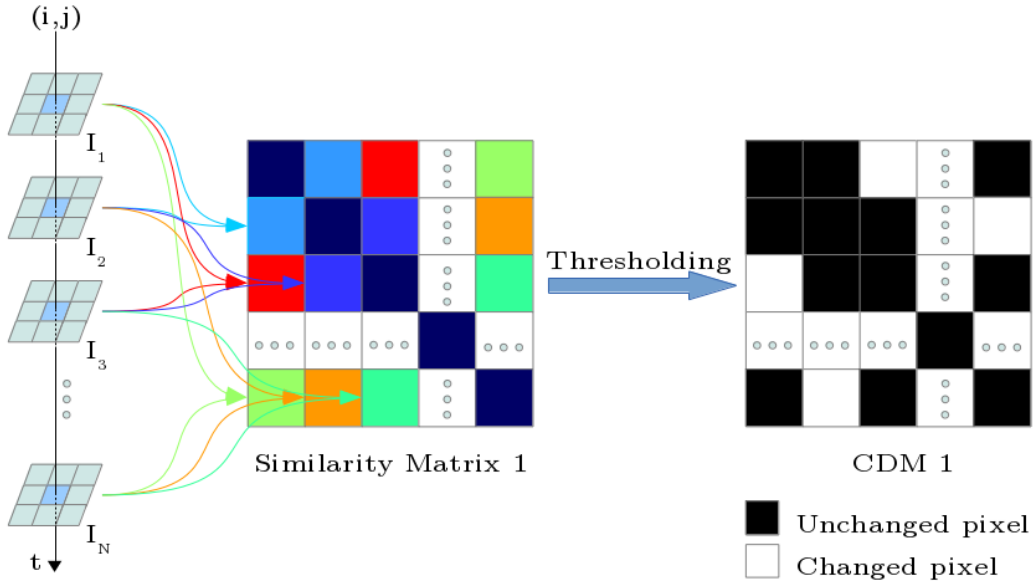 (i,j)
I1
I2
I3
IN
t
Thresholding
Similarity Matrix 1
CDM 1
Unchanged pixel
Changed pixel